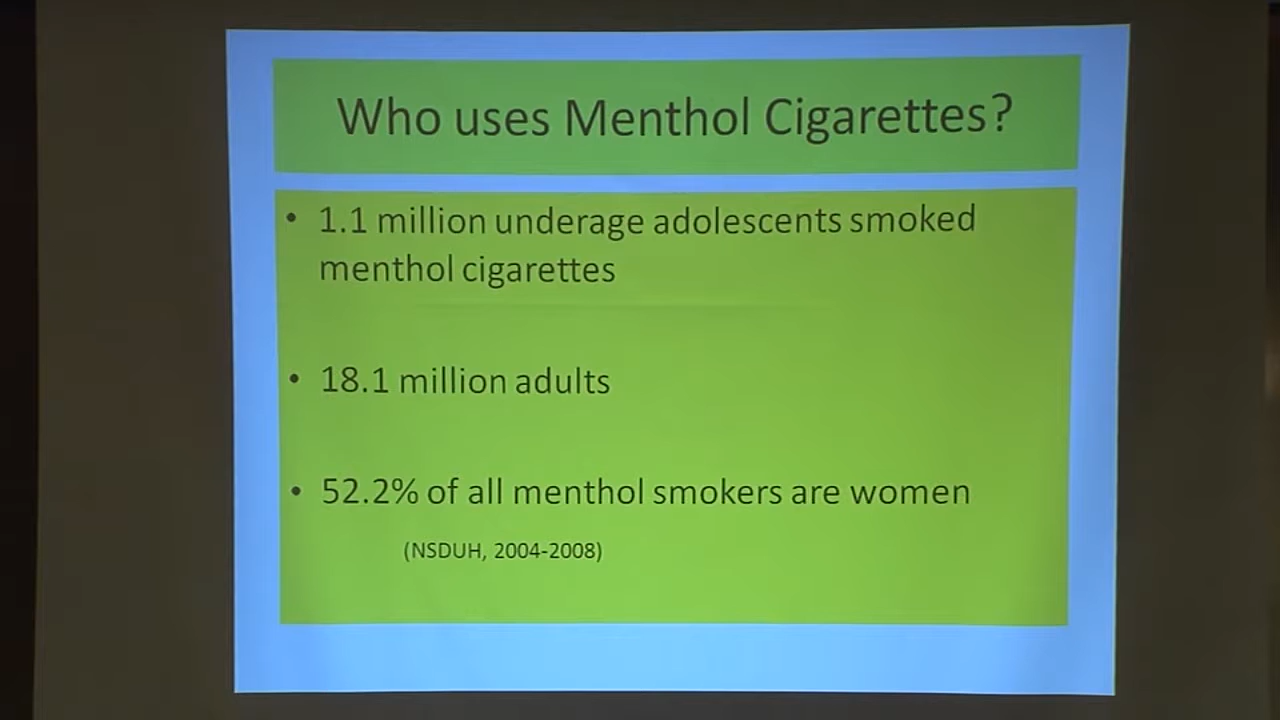 Who uses Menthol Cigarettes?
• 1.1 million underage adolescents smoked
menthol cigarettes
• 18.1 million adults
• 52.2% of all menthol smokers are women
(NSDUH, 2004-2008)